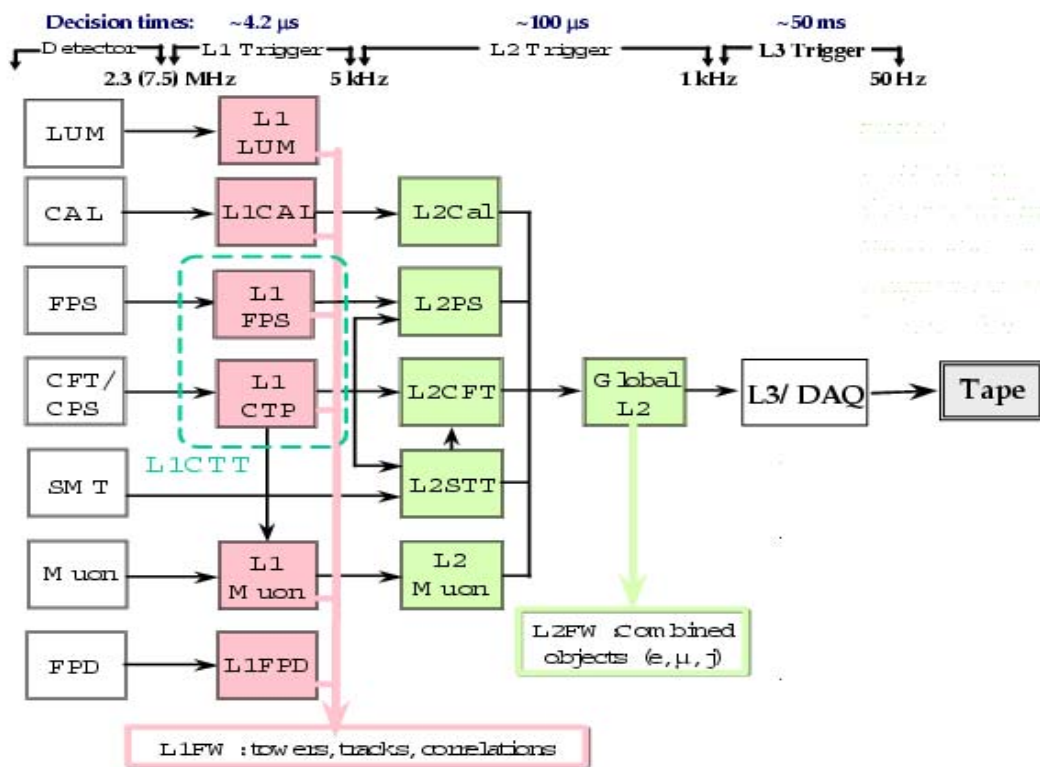 Decision times: ~4.2 μs ~100 μs ~50 ms
Detector L1 Trigger L2 Trigger L3 Trigger
2.3 (7.5) MHz 5 kHz 1 kHz 50 Hz
LUM
L1
LUM
CAL
L1CAL
L2Cal
FPS
L1
FPS
L2PS
CFT/
CPS
L1
CTP
L2CFT
Global
L2
L3/ DAQ
Tape
L1CTT
SMT
L2STT
Muon
L1
Muon
L2
Muon
FPD
L1FPD
L2FW :Combined
objects (e, μ, j)
L1FW : towers, tracks, correlations